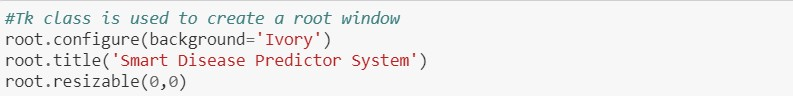 #Tk class is used to create a root window
root.configure(background='Ivory')
root.title('Smart Disease Predictor System')
root.resizable(0,0)